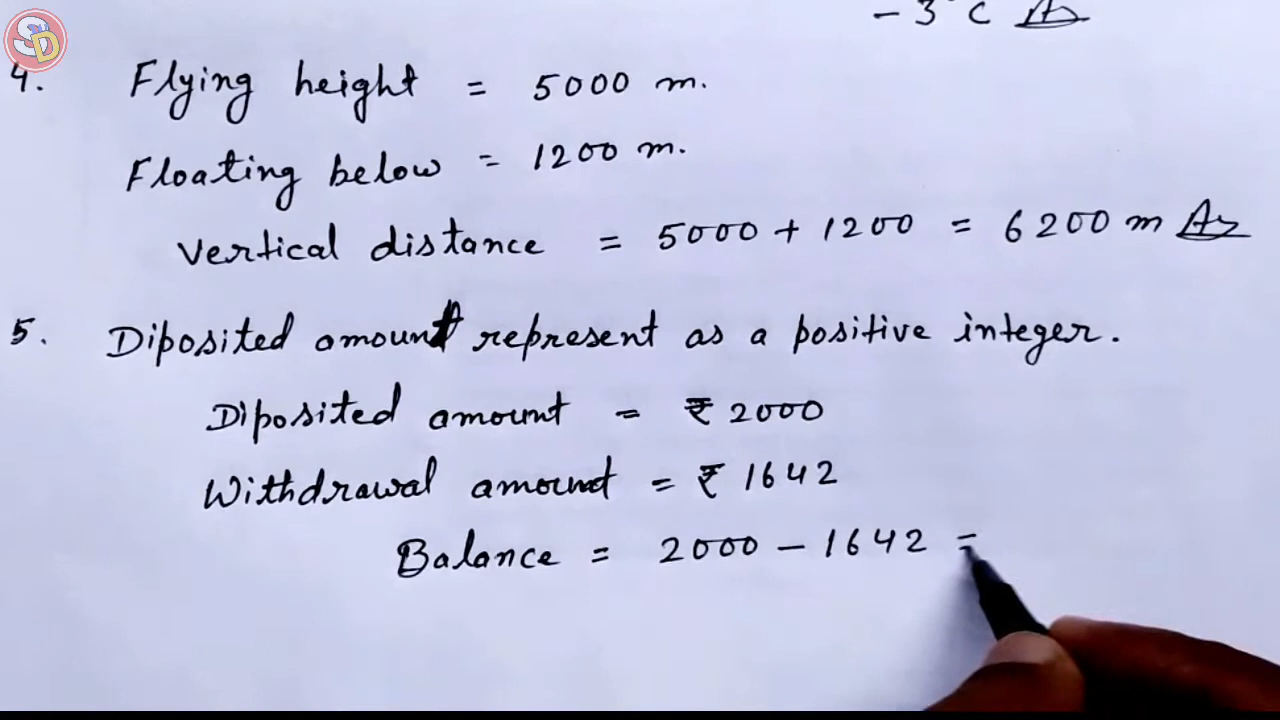 SD
- 3°C Ans
4. Flying height = 5000 m.
Floating below = 1200 m.
Vertical distance = 5000 + 1200 = 6200 m Ans
5. Diposited amount represent as a positive integer.
Diposited amount = ₹ 2000
Withdrawal amount = ₹ 1642
Balance = 2000 - 1642 =